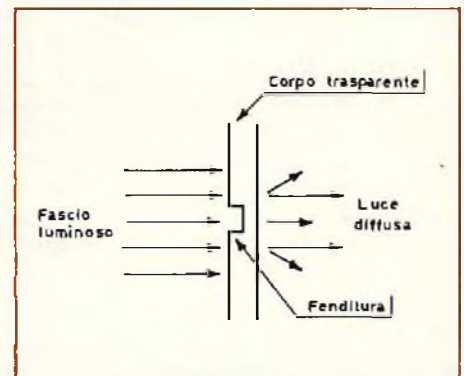 Corpo trasparente
Fascio
luminoso
Luce
diffusa
Fenditura